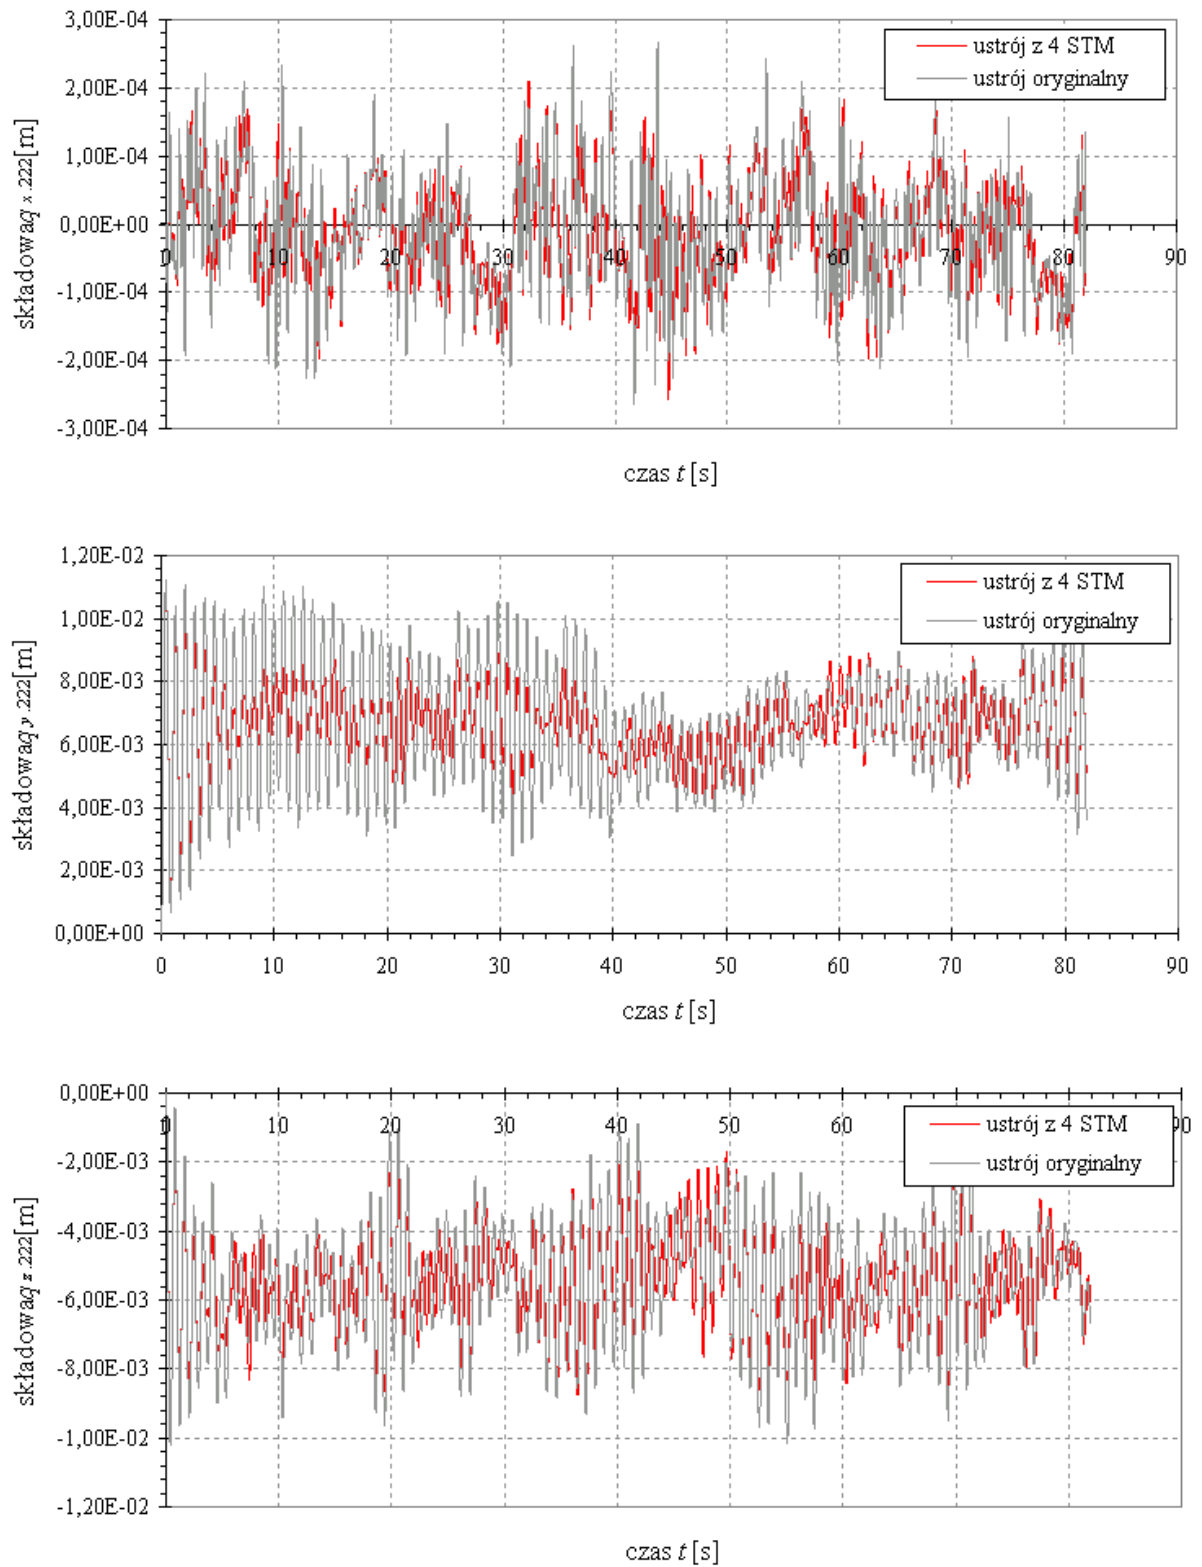 3,00E-04
ustrój z 4 STM
ustrój oryginalny
2,00E-04
1,00E-04
0,00E+00
0 10 20 30 40 50 60 70 80 90
-1,00E-04
-2,00E-04
-3,00E-04
składowa q x .222 [m]
czas t [s]
1,20E-02
ustrój z 4 STM
ustrój oryginalny
1,00E-02
8,00E-03
6,00E-03
4,00E-03
2,00E-03
0,00E+00
0 10 20 30 40 50 60 70 80 90
składowa q y .222 [m]
czas t [s]
0,00E+00
0 10 20 30 40 50 60 90
ustrój z 4 STM
ustrój oryginalny
-2,00E-03
-4,00E-03
-6,00E-03
-8,00E-03
-1,00E-02
-1,20E-02
składowa q z .222 [m]
czas t [s]